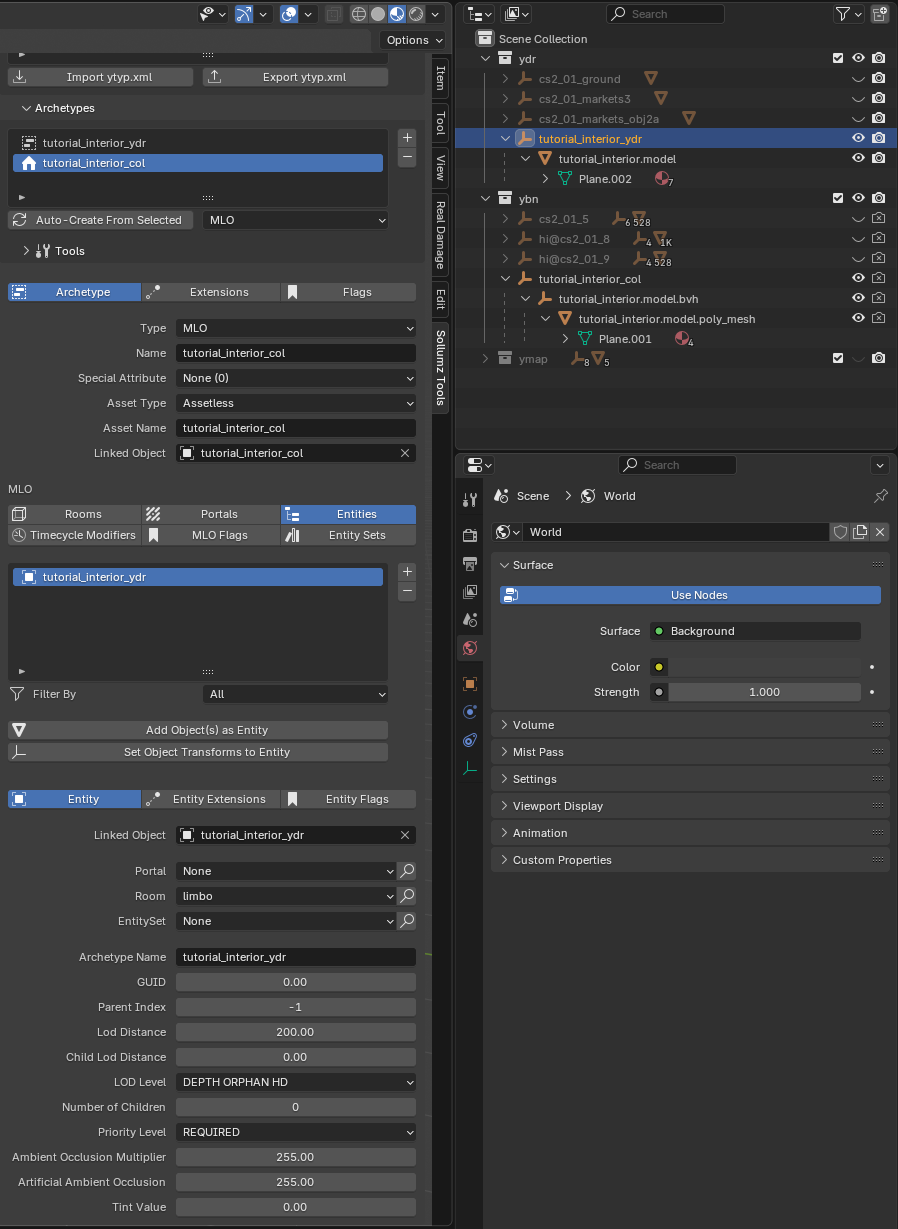 Options
Import ytyp.xml
Export ytyp.xml
Archetypes
tutorial_interior_ydr
tutorial_interior_col
Auto-Create From Selected
MLO
Tools
Archetype
Extensions
Flags
Type
MLO
Name
tutorial_interior_col
Special Attribute
None (0)
Asset Type
Assetless
Asset Name
tutorial_interior_col
Linked Object
tutorial_interior_col
MLO
Rooms
Portals
Entities
Timecycle Modifiers
MLO Flags
Entity Sets
tutorial_interior_ydr
Filter By
All
Add Object(s) as Entity
Set Object Transforms to Entity
Entity
Entity Extensions
Entity Flags
Linked Object
tutorial_interior_ydr
Portal
None
Room
limbo
EntitySet
None
Archetype Name
tutorial_interior_ydr
GUID
0.00
Parent Index
-1
Lod Distance
200.00
Child Lod Distance
0.00
LOD Level
DEPTH ORPHAN HD
Number of Children
0
Priority Level
REQUIRED
Ambient Occlusion Multiplier
255.00
Artificial Ambient Occlusion
255.00
Tint Value
0.00
Item
Tool
View
Real Damage
Edit
Sollumz Tools
Search
Scene Collection
ydr
cs2_01_ground
cs2_01_markets3
cs2_01_markets_obj2a
tutorial_interior_ydr
tutorial_interior.model
Plane.002
7
ybn
cs2_01_5
6 528
hi@cs2_01_8
4 1K
hi@cs2_01_9
4 528
tutorial_interior_col
tutorial_interior.model.bvh
tutorial_interior.model.poly_mesh
Plane.001
4
ymap
8 5
Search
Scene
World
World
Surface
Use Nodes
Surface
Background
Color
Strength
1.000
Volume
Mist Pass
Settings
Viewport Display
Animation
Custom Properties